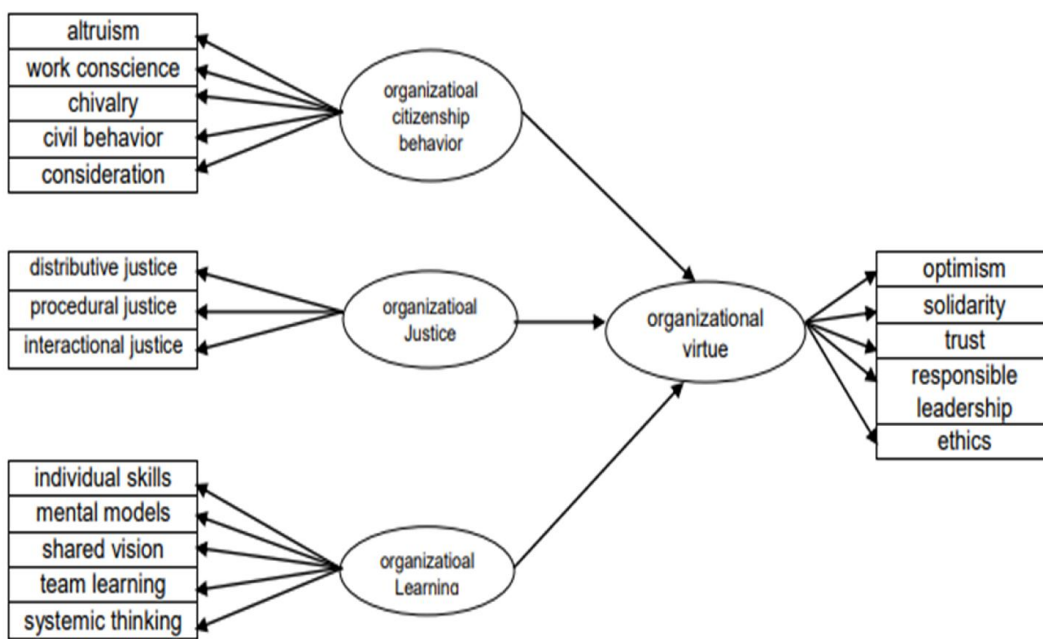 altruism
work conscience
chivalry
civil behavior
consideration
organizatioal
citizenship
behavior
distributive justice
procedural justice
interactional justice
organizatioal
Justice
organizational
virtue
optimism
solidarity
trust
responsible
leadership
ethics
individual skills
mental models
shared vision
team learning
systemic thinking
organizatioal
Learning